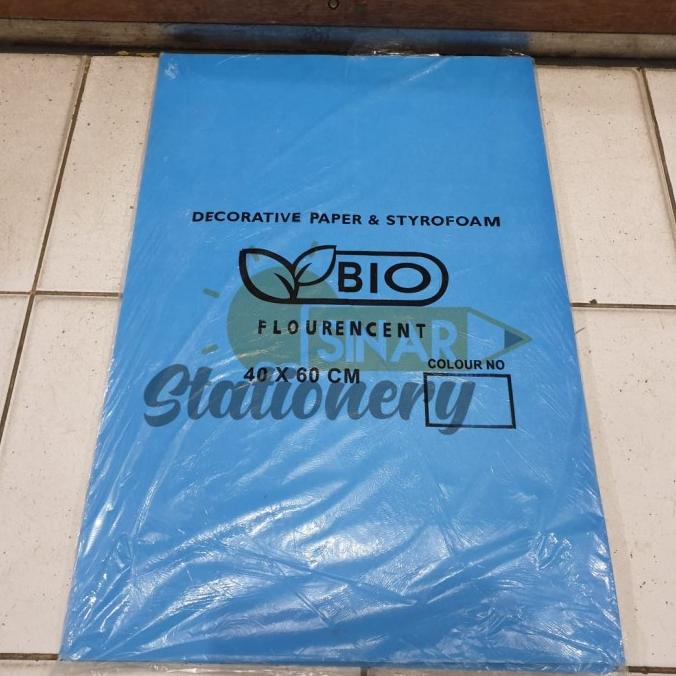 DECORATIVE PAPER & STYROFOAM
BIO
FLOURENCENT
SINAR
40 X 60 CM
COLOUR NO
Stationery